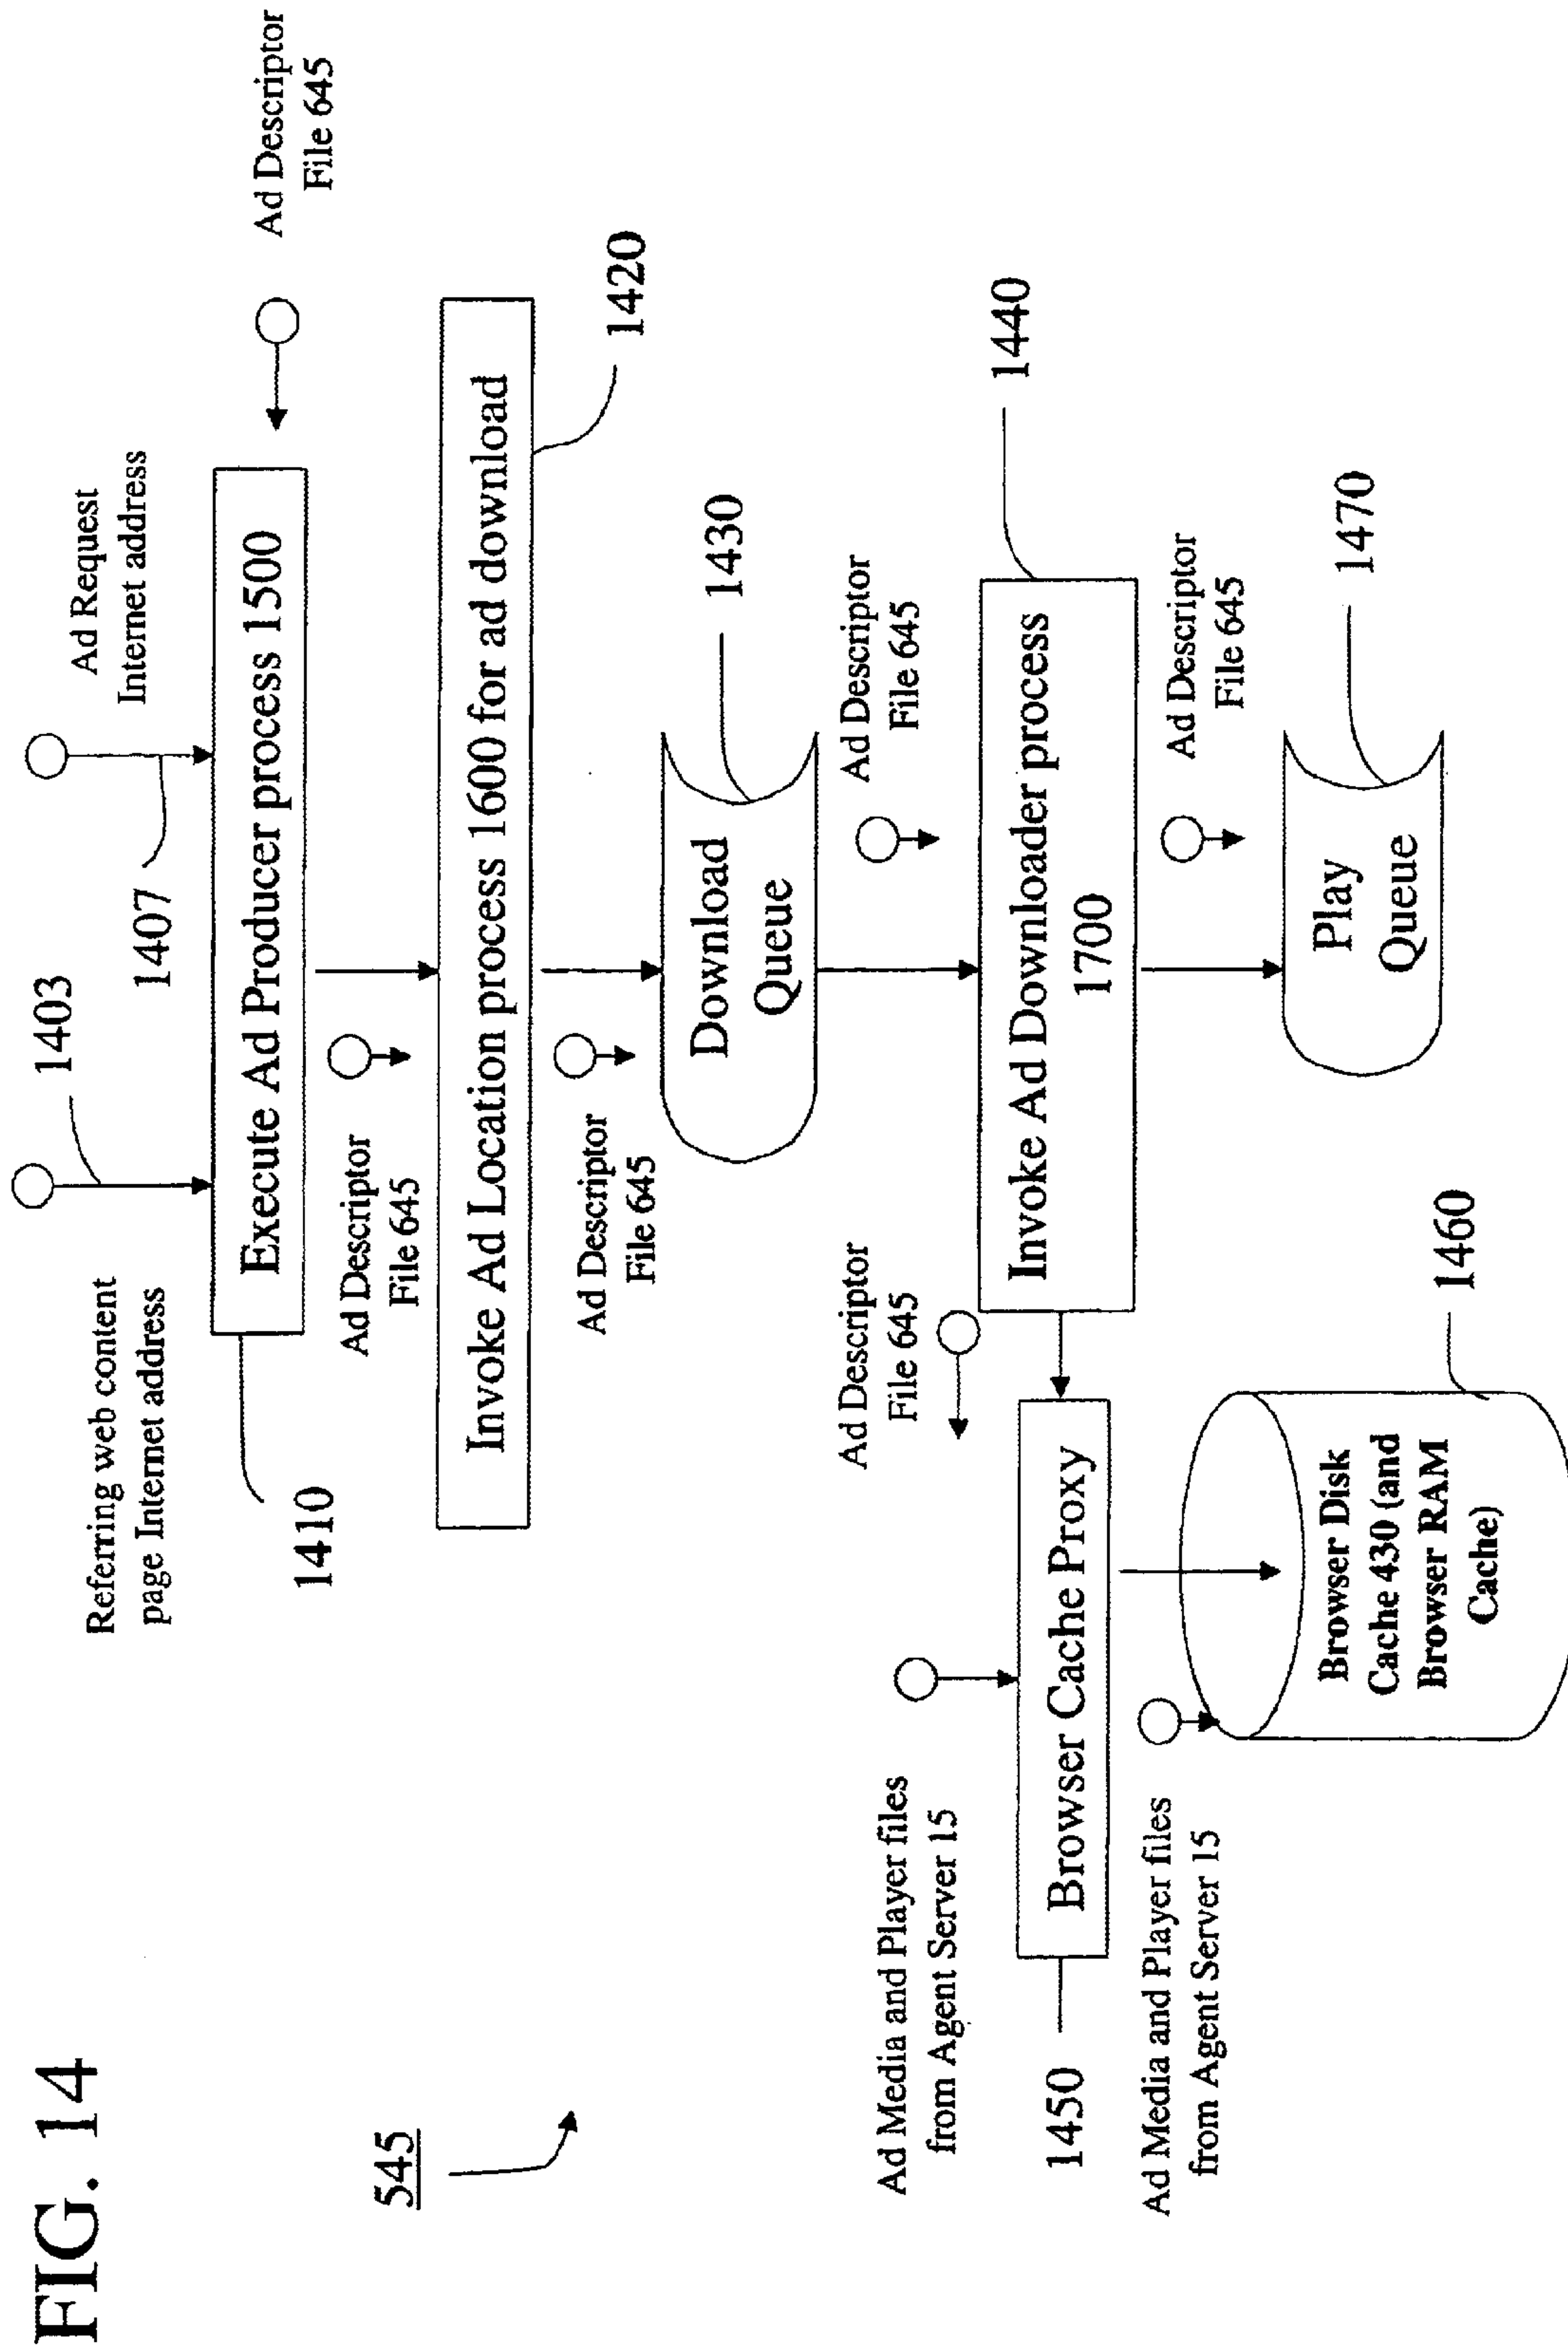 FIG. 14
545
Referring web content
page Internet address
1403
Ad Request
Internet address
1407
Execute Ad Producer process 1500
1410
Ad Descriptor
File 645
Ad Descriptor
File 645
Invoke Ad Location process 1600 for ad download
1420
Ad Descriptor
File 645
Download
Queue
1430
Ad Descriptor
File 645
Ad Descriptor
File 645
Invoke Ad Downloader process
1700
1440
Ad Media and Player files
from Agent Server 15
Browser Cache Proxy
1450
Ad Media and Player files
from Agent Server 15
Browser Disk
Cache 430 (and
Browser RAM
Cache)
1460
Ad Descriptor
File 645
Play
Queue
1470